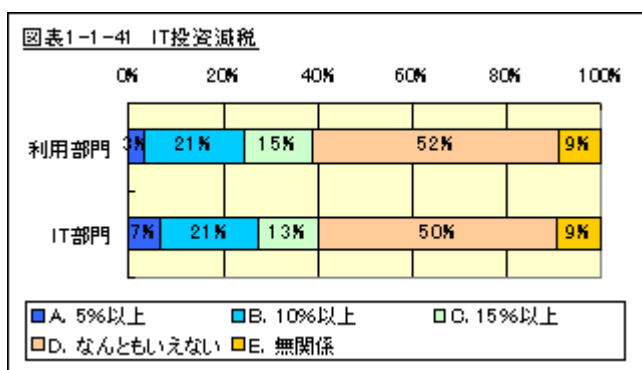 図表1-1-41 IT投資減税
0% 20% 40% 60% 80% 100%
利用部門 3% 21% 15% 52% 9%
IT部門 7% 21% 13% 50% 9%
A. 5%以上 B. 10%以上 C. 15%以上
D. なんともいえない E. 無関係